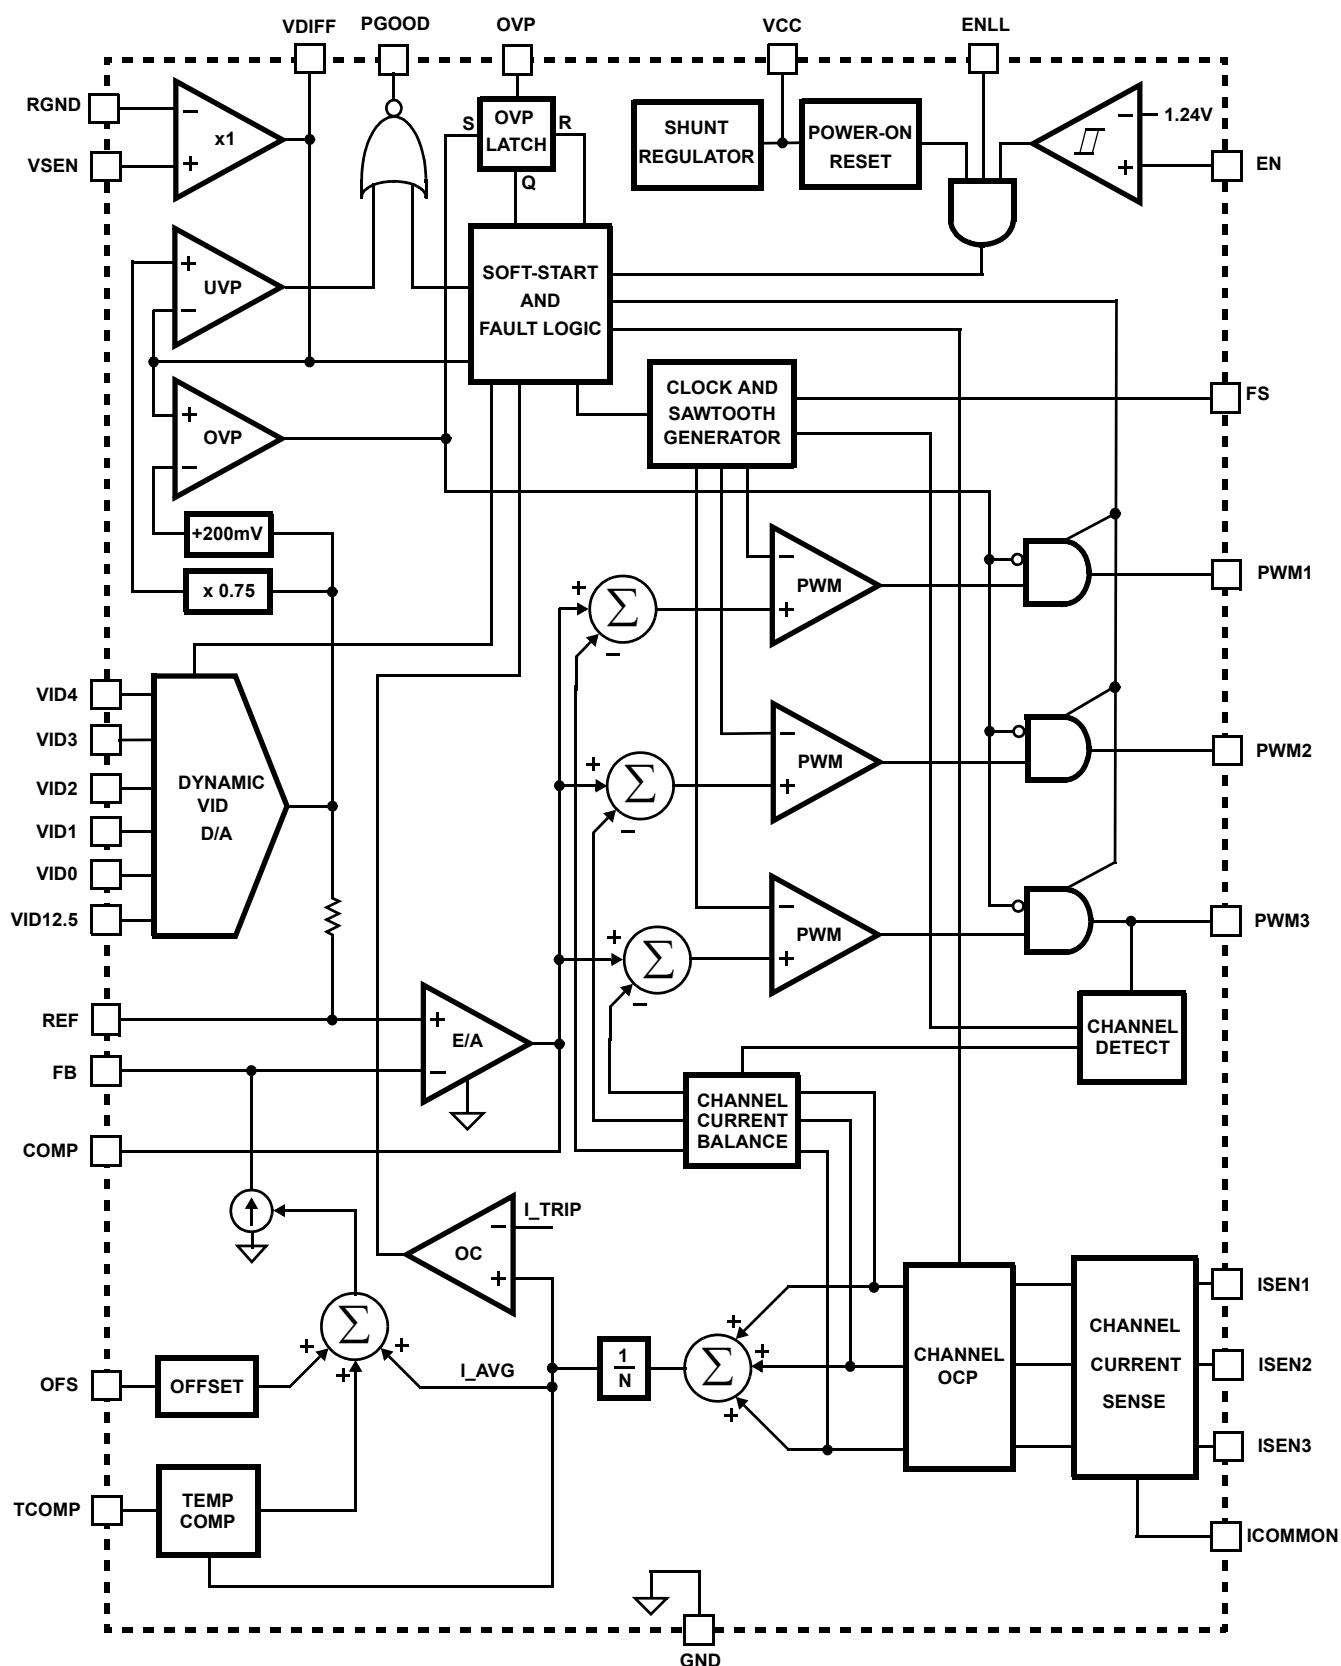 VDIFF
PGOOD
OVP
VCC
ENLL
RGND
−
x1
+
VSEN
S
OVP
LATCH
R
Q
SHUNT
REGULATOR
POWER-ON
RESET
−
1.24V
+
EN
+
UVP
−
SOFT-START
AND
FAULT LOGIC
+
OVP
−
CLOCK AND
SAWTOOTH
GENERATOR
FS
+200mV
x 0.75
+
Σ
−
−
PWM
+
PWM1
VID4
VID3
VID2
VID1
VID0
VID12.5
DYNAMIC
VID
D/A
+
Σ
−
−
PWM
+
PWM2
+
Σ
−
−
PWM
+
PWM3
REF
FB
COMP
+
E/A
−
CHANNEL
DETECT
CHANNEL
CURRENT
BALANCE
I_TRIP
−
OC
+
Σ
+
+
+
I_AVG
1
N
Σ
+
+
+
CHANNEL
OCP
CHANNEL
CURRENT
SENSE
ISEN1
ISEN2
ISEN3
OFS
OFFSET
TCOMP
TEMP
COMP
ICOMMON
GND